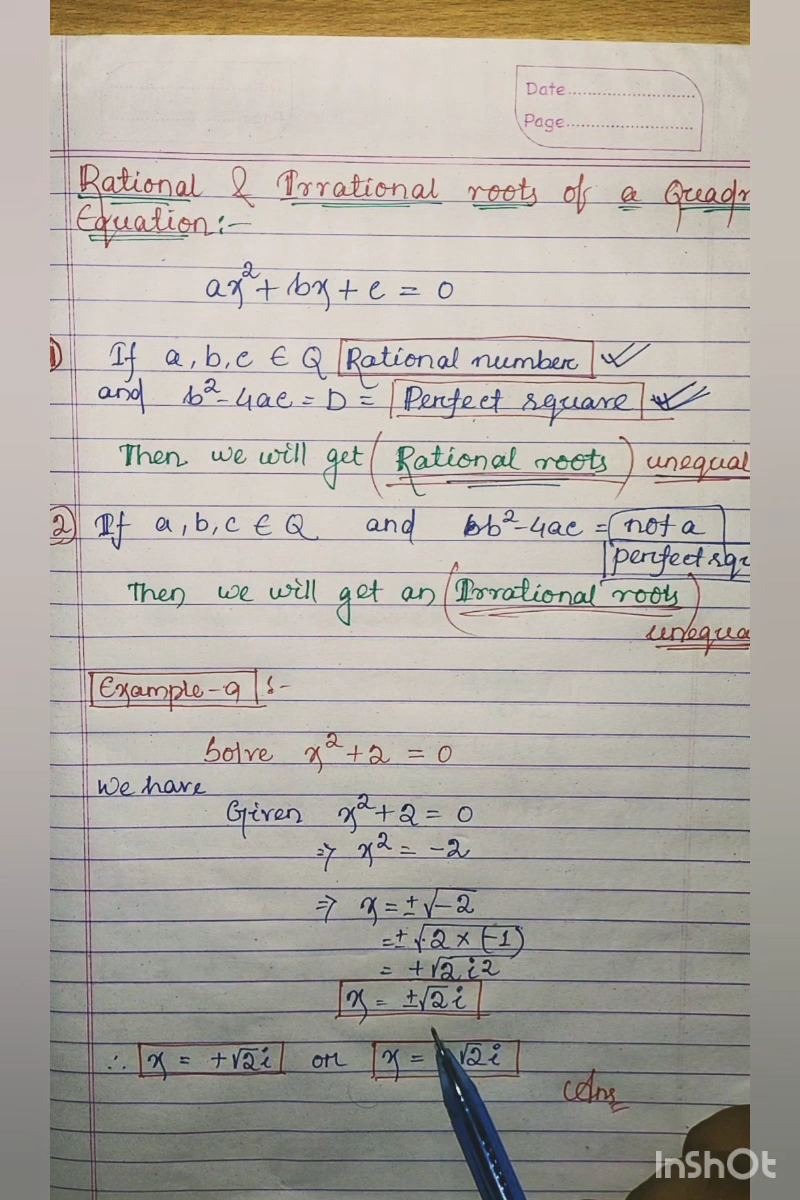 Date
Page
Rational & Irrational roots of a Quadr
Equation:-
ax²+bx+c = 0
1) If a,b,c ∈ Q Rational number
and b²-4ac = D = Perfect square
Then we will get (Rational roots) unequal
2) If a,b,c ∈ Q and b²-4ac = not a
perfect squ
Then we will get an (Irrational roots)
unequa
Example-9 :-
Solve x²+2 = 0
We have
Given x²+2 = 0
⇒ x² = -2
⇒ x = ±√-2
= ±√2×(-1)
= +√2i2
x = ±√2i
∴ x = +√2i or x = √2i
Ans
InShOt